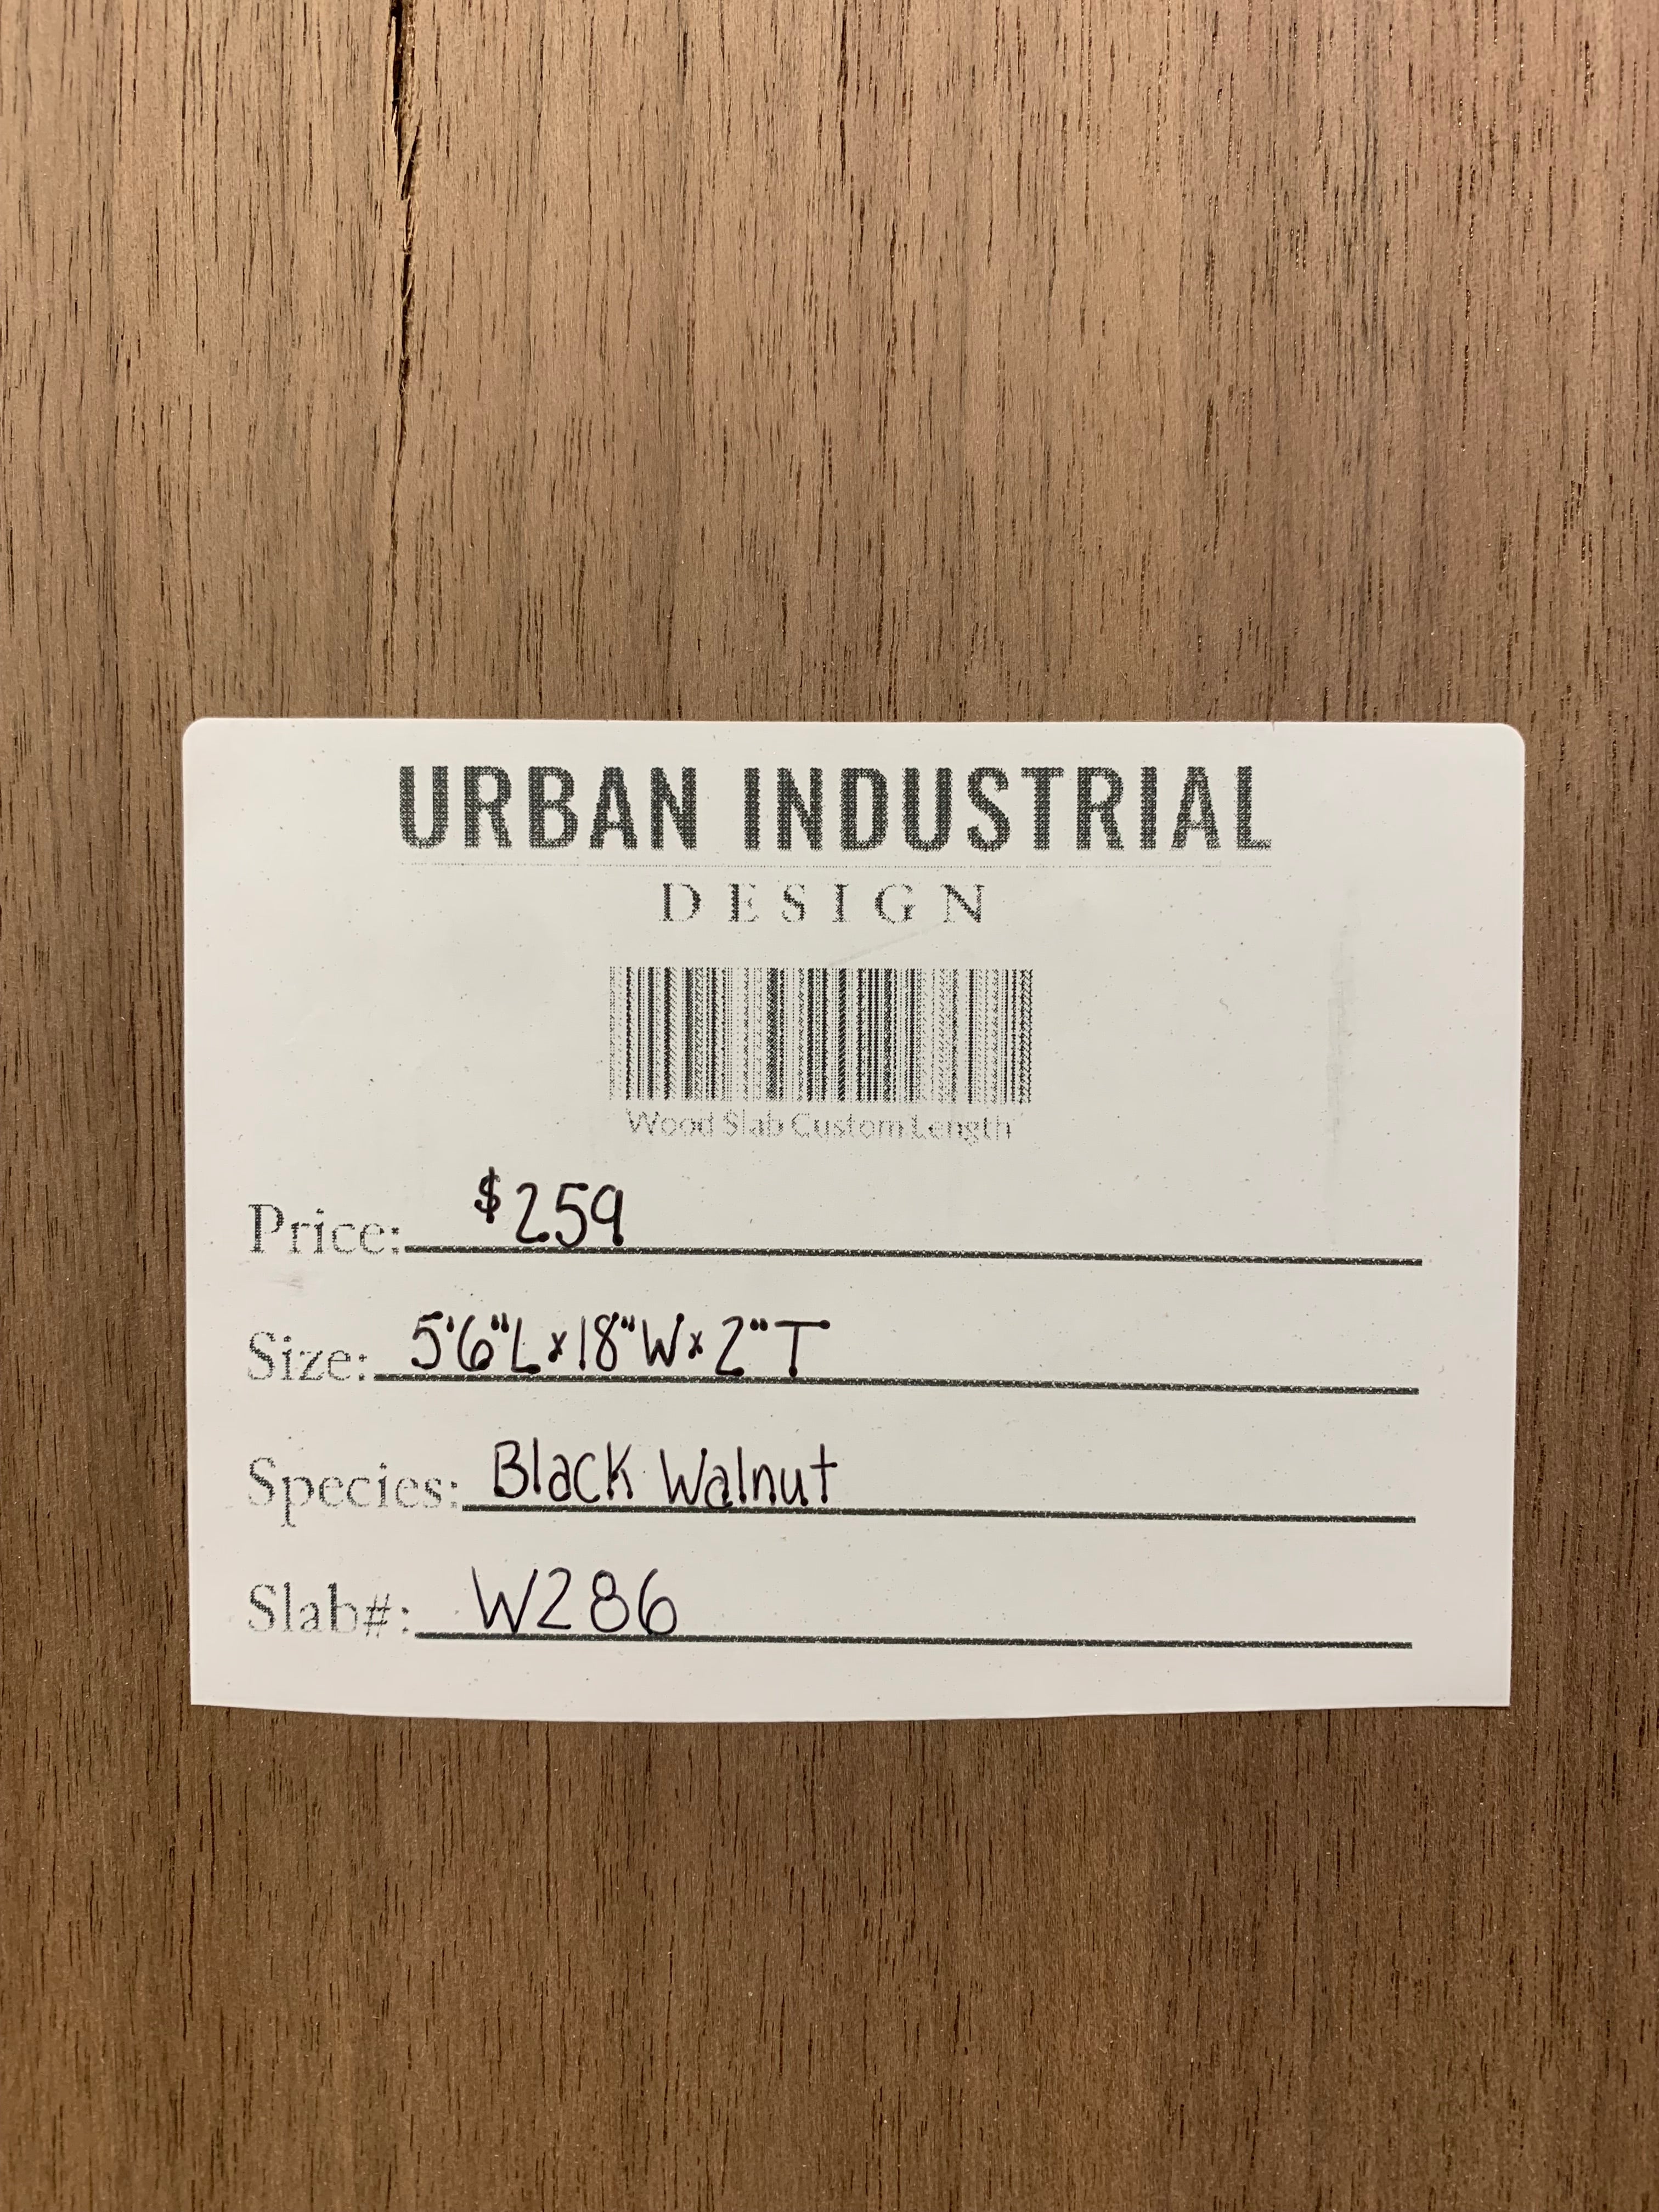 URBAN INDUSTRIAL
DESIGN
Wood Slab Custom Length
Price: $259
Size: 5'6"L x 18"W x 2"T
Species: Black Walnut
Slab#: W286